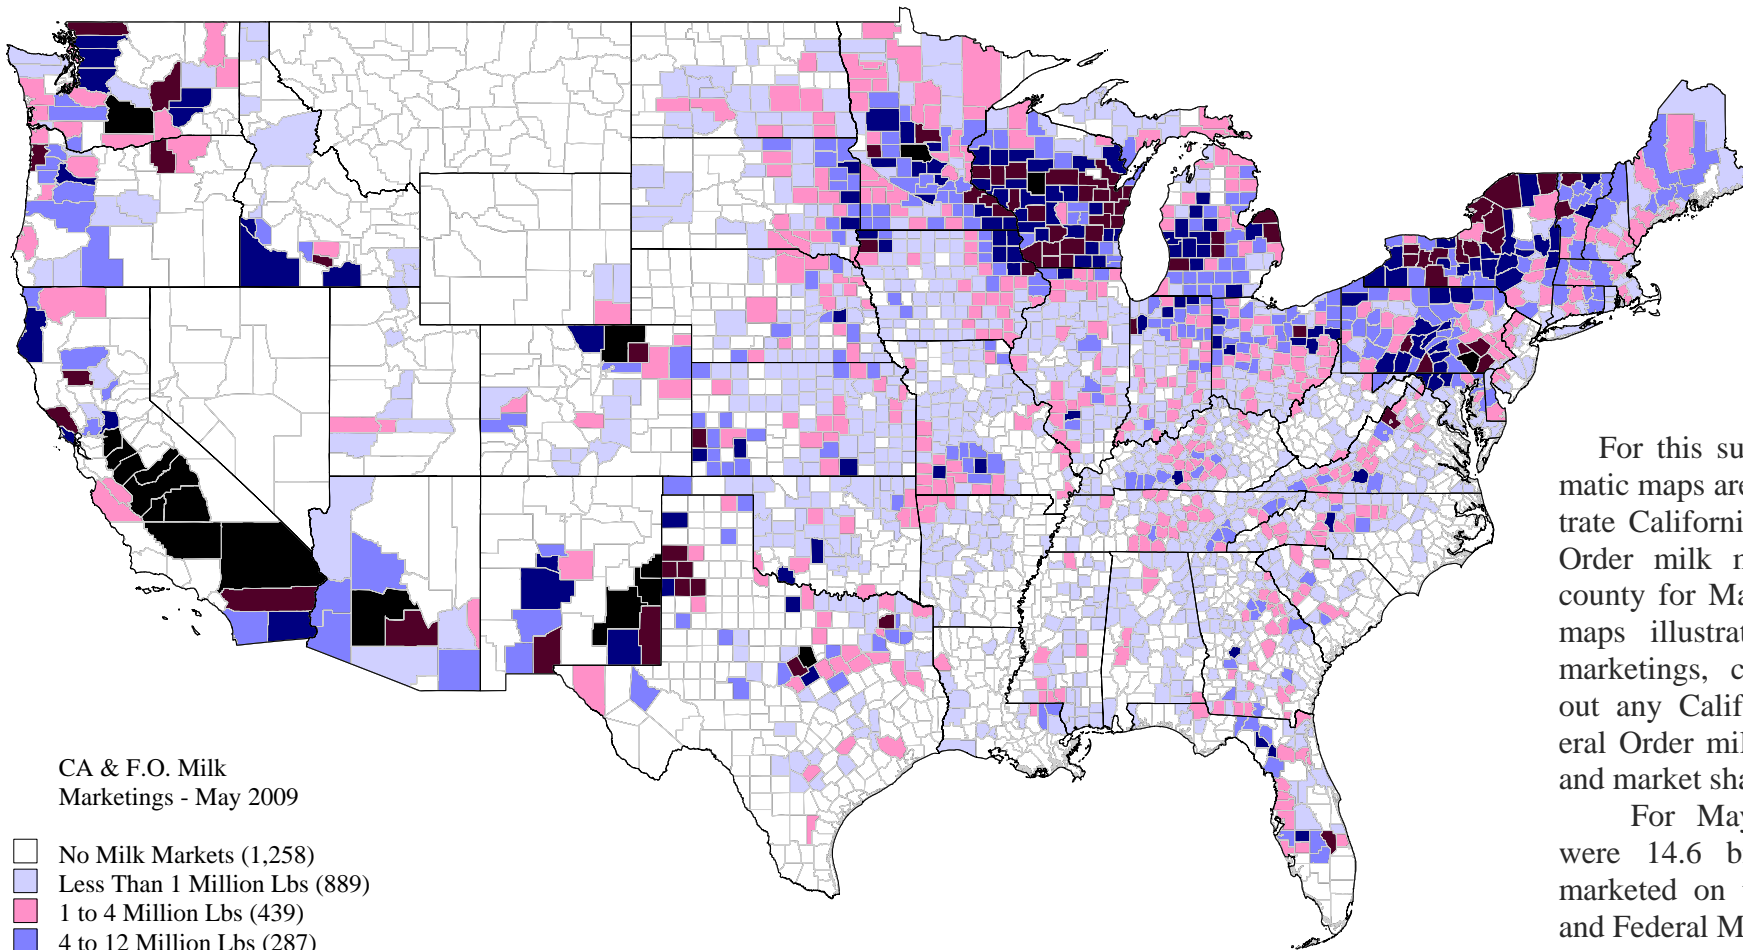 CA & F.O. Milk
Marketings - May 2009
No Milk Markets (1,258)
Less Than 1 Million Lbs (889)
1 to 4 Million Lbs (439)
4 to 12 Million Lbs (287)
For this su
matic maps are
trate Californi
Order milk m
county for Ma
maps illustrat
marketings, c
out any Calif
eral Order mil
and market sha
For May
were 14.6 b
marketed on
and Federal M